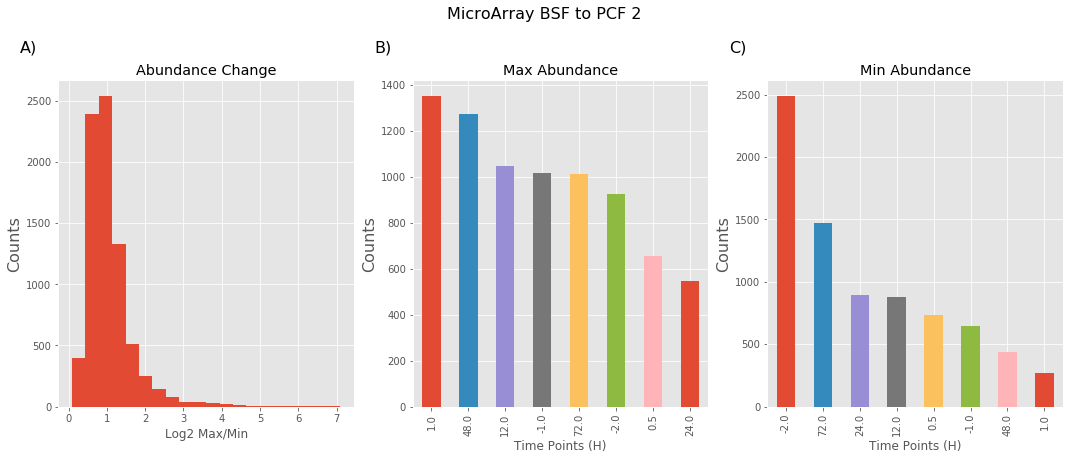 MicroArray BSF to PCF 2
A)
B)
C)
Abundance Change
Max Abundance
Min Abundance
Counts
2500
2000
1500
1000
500
0
0 1 2 3 4 5 6 7
Log2 Max/Min
Counts
1400
1200
1000
800
600
400
200
0
1.0 48.0 12.0 -1.0 72.0 -2.0 0.5 24.0
Time Points (H)
Counts
2500
2000
1500
1000
500
0
-2.0 72.0 24.0 12.0 0.5 -1.0 48.0 1.0
Time Points (H)